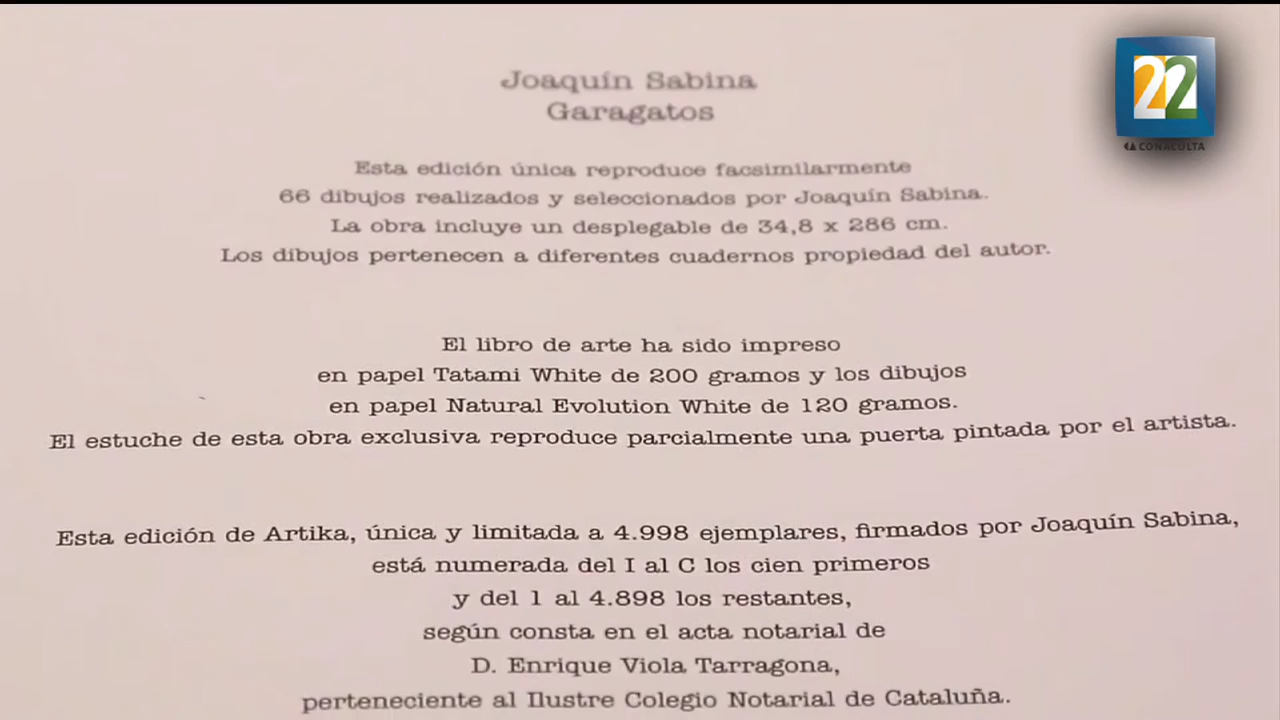 Joaquín Sabina
Garagatos
Esta edición única reproduce facsimilarmente
66 dibujos realizados y seleccionados por Joaquín Sabina.
La obra incluye un desplegable de 34,8 x 286 cm.
Los dibujos pertenecen a diferentes cuadernos propiedad del autor.
El libro de arte ha sido impreso
en papel Tatami White de 200 gramos y los dibujos
en papel Natural Evolution White de 120 gramos.
El estuche de esta obra exclusiva reproduce parcialmente una puerta pintada por el artista.
Esta edición de Artika, única y limitada a 4.998 ejemplares, firmados por Joaquín Sabina,
está numerada del I al C los cien primeros
y del 1 al 4.898 los restantes,
según consta en el acta notarial de
D. Enrique Viola Tarragona,
perteneciente al Ilustre Colegio Notarial de Cataluña.
22
CONACULTA